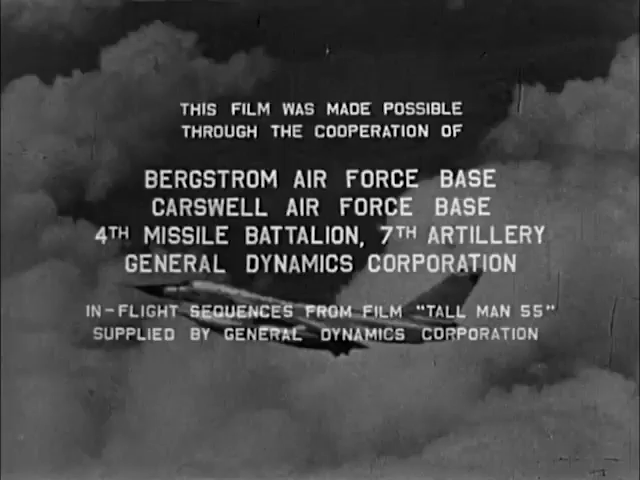 THIS FILM WAS MADE POSSIBLE
THROUGH THE COOPERATION OF
BERGSTROM AIR FORCE BASE
CARSWELL AIR FORCE BASE
4TH MISSILE BATTALION, 7TH ARTILLERY
GENERAL DYNAMICS CORPORATION
IN-FLIGHT SEQUENCES FROM FILM "TALL MAN 55"
SUPPLIED BY GENERAL DYNAMICS CORPORATION